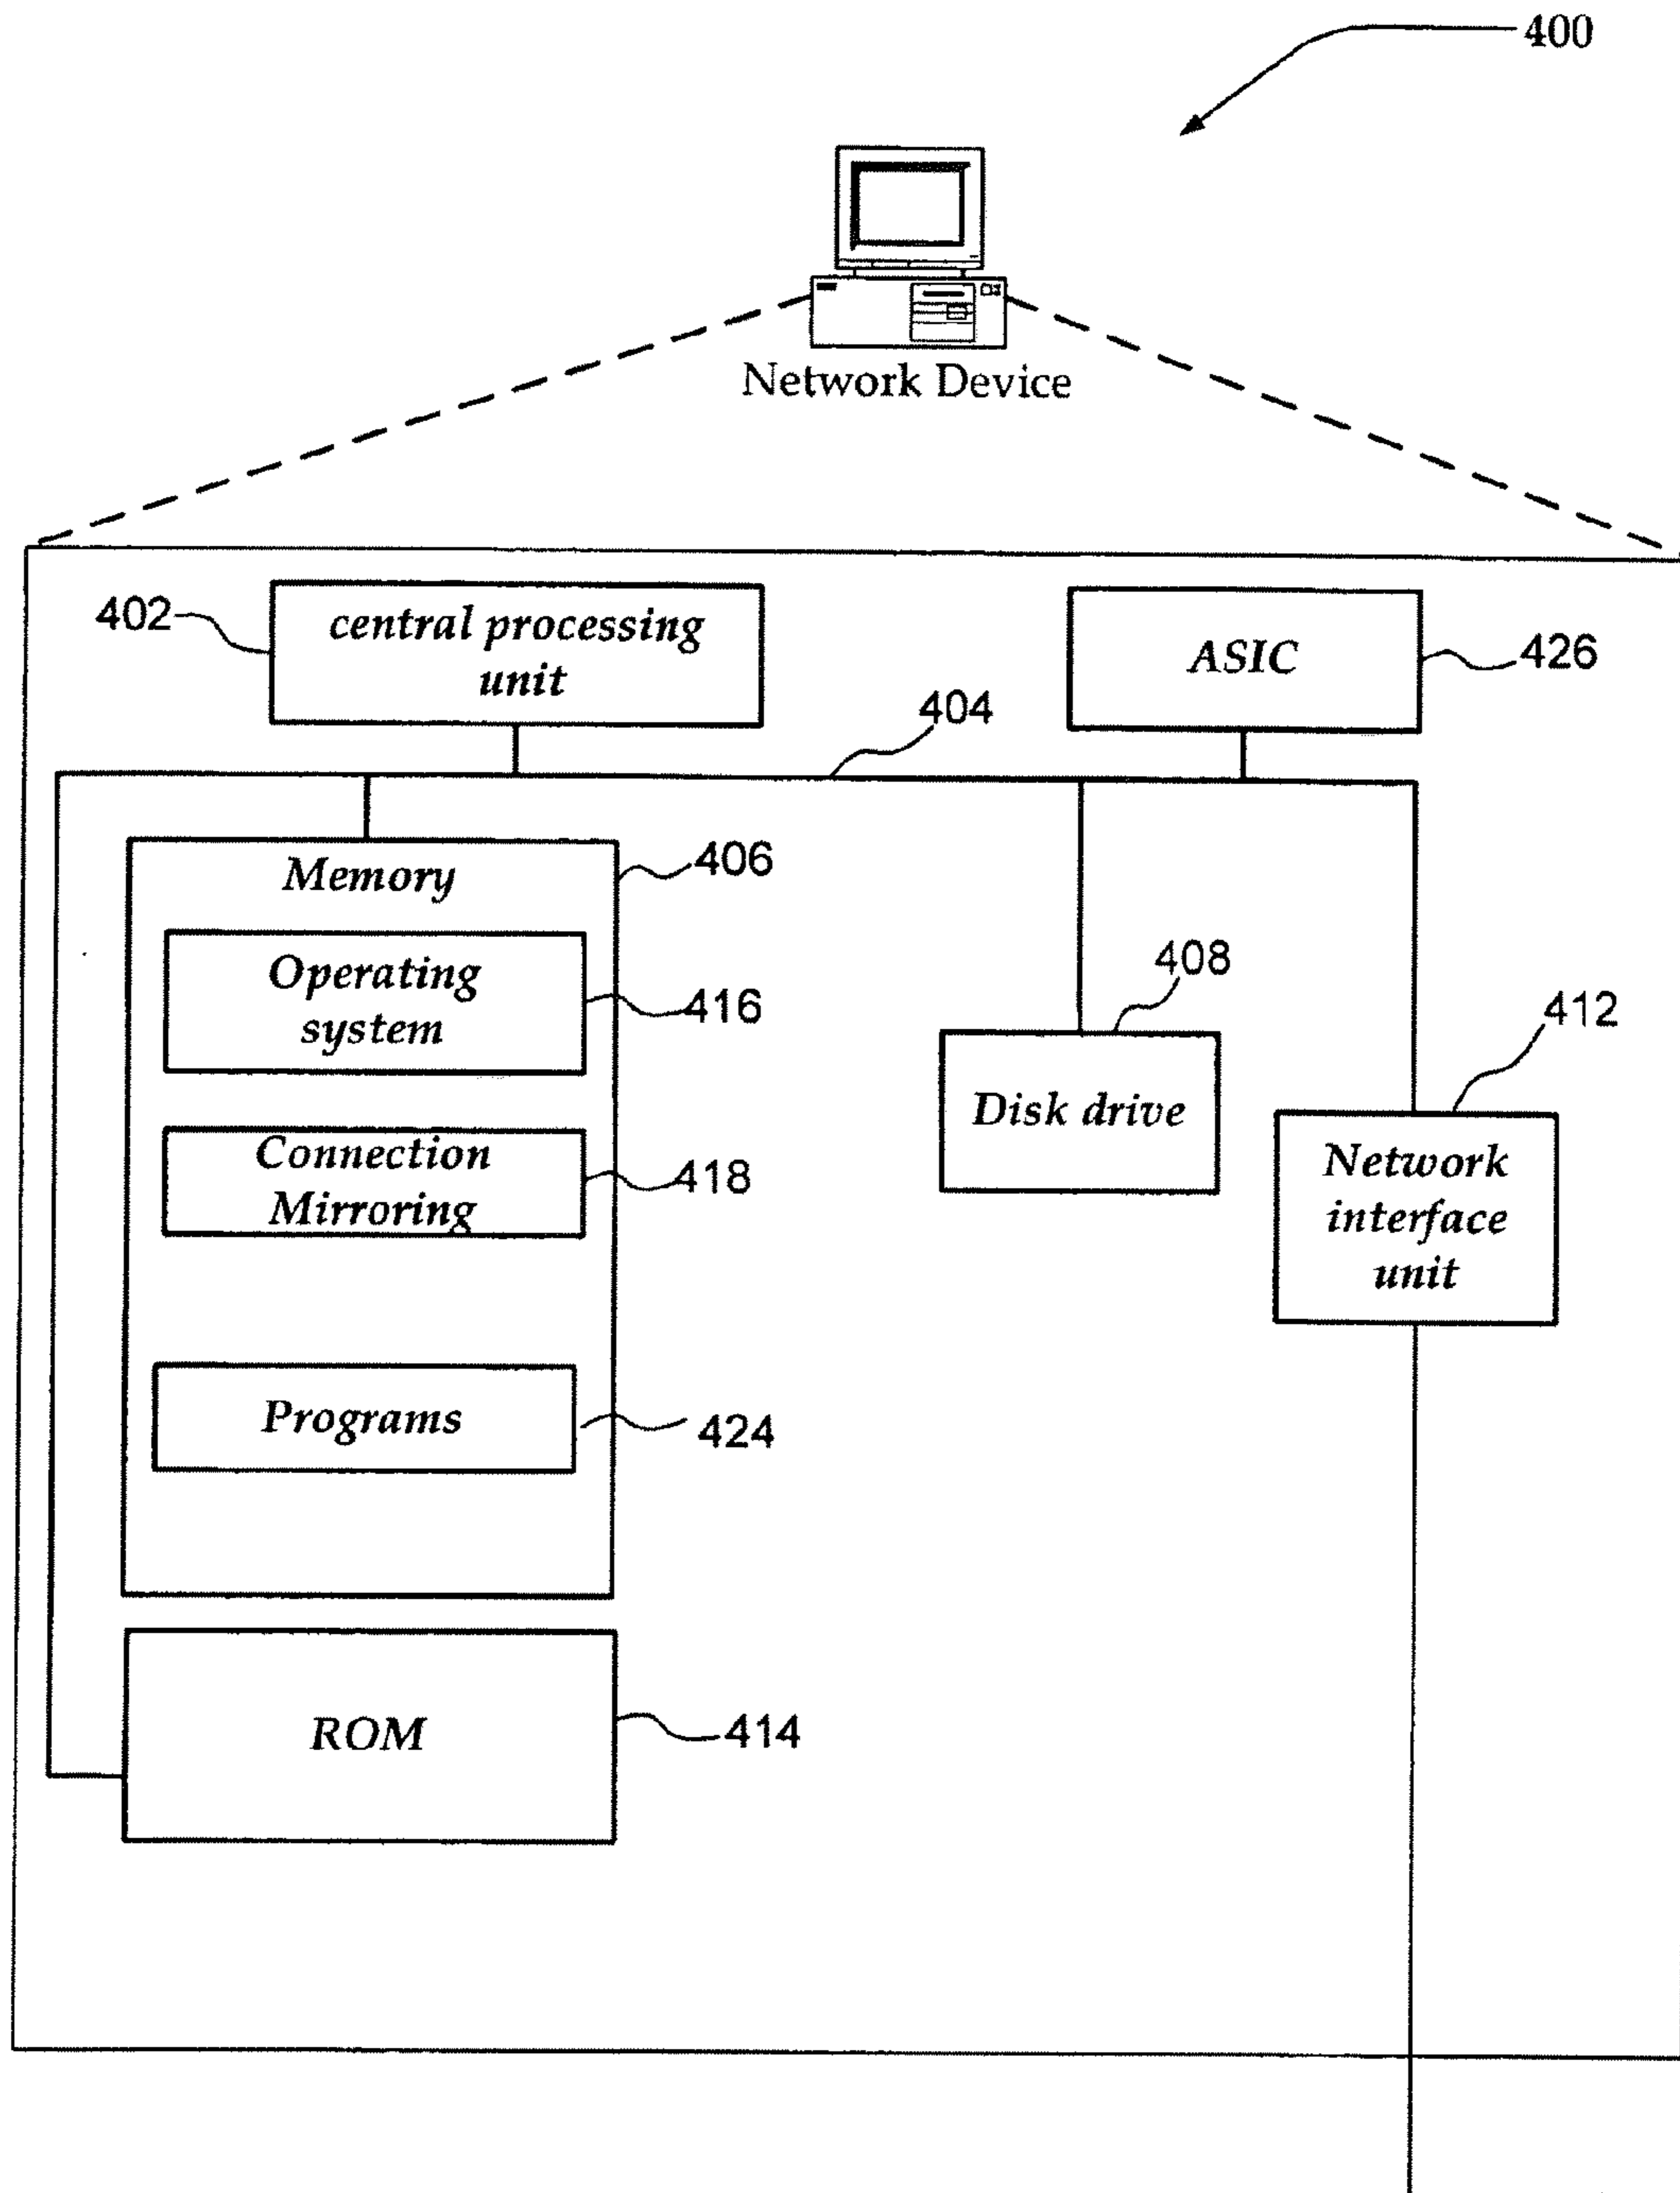 400
Network Device
402
central processing
unit
ASIC
426
404
Memory
406
Operating
system
416
408
Disk drive
412
Network
interface
unit
Connection
Mirroring
418
Programs
424
ROM
414